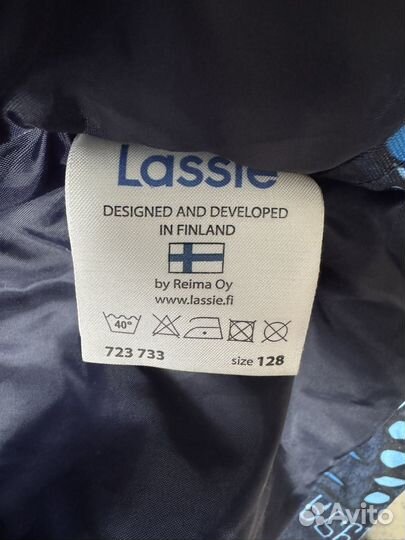 Lassie
DESIGNED AND DEVELOPED
IN FINLAND
by Reima Oy
www.lassie.fi
40°
723 733 size 128
Avito